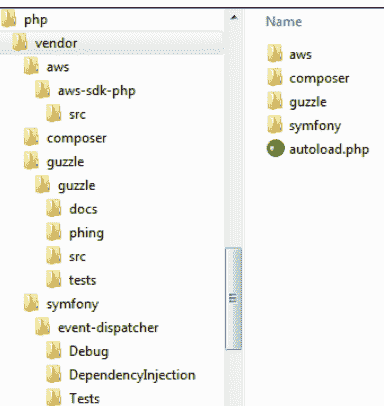 php
vendor
aws
aws-sdk-php
src
composer
guzzle
guzzle
docs
phing
src
tests
symfony
event-dispatcher
Debug
DependencyInjection
Tests
Name
aws
composer
guzzle
symfony
autoload.php